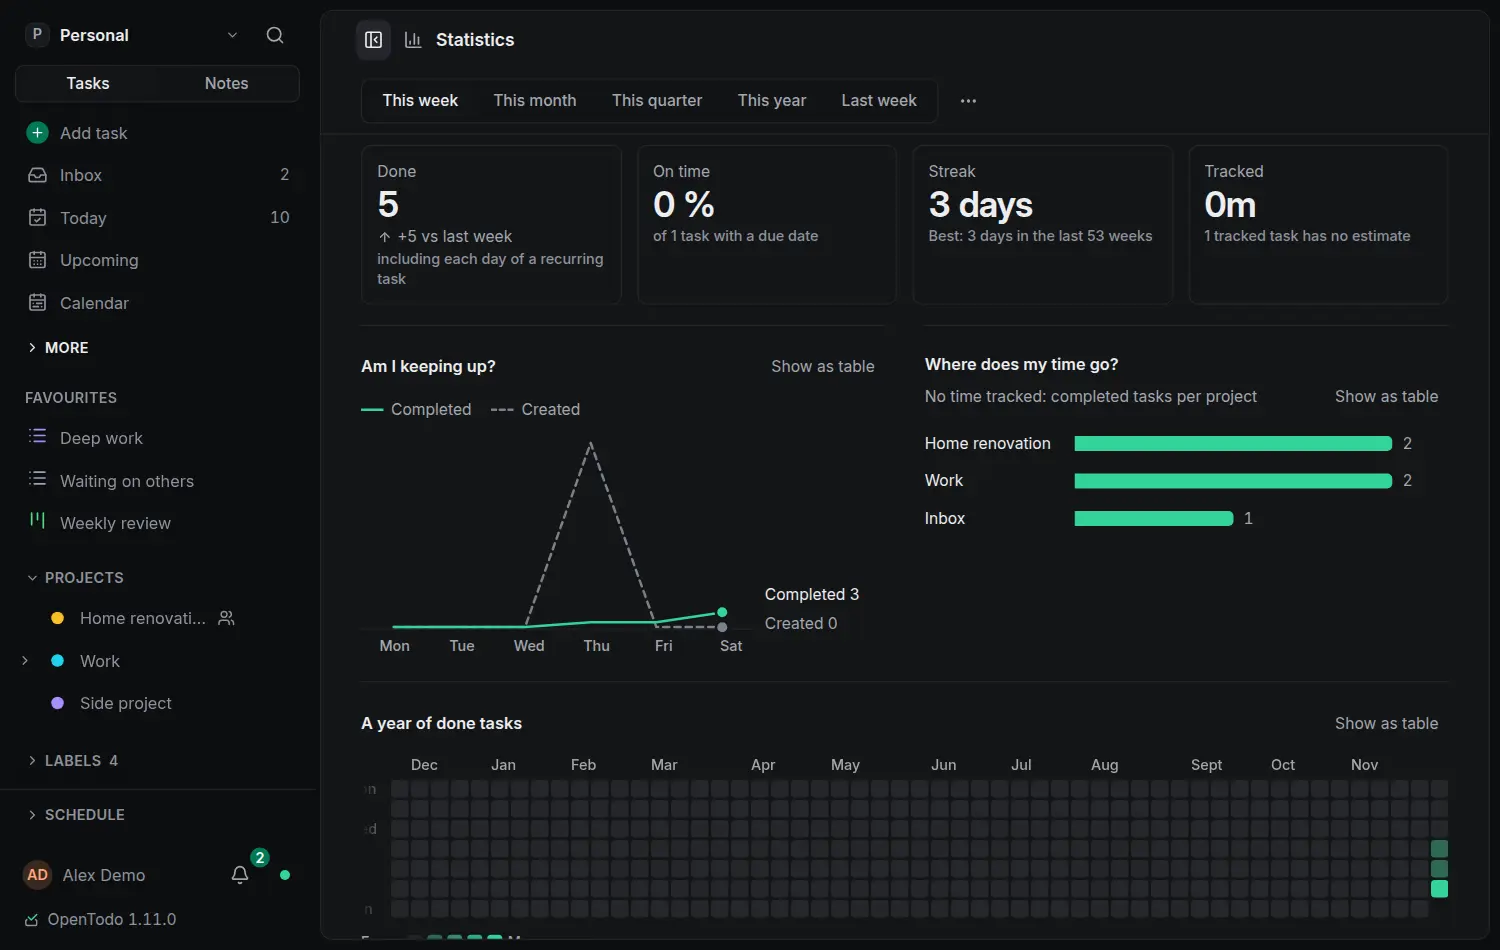 P Personal
Tasks Notes
Add task
Inbox 2
Today 10
Upcoming
Calendar
MORE
FAVOURITES
Deep work
Waiting on others
Weekly review
PROJECTS
Home renovati...
Work
Side project
LABELS 4
SCHEDULE
AD Alex Demo 2
OpenTodo 1.11.0
Statistics
This week This month This quarter This year Last week ...
Done
5
↑ +5 vs last week
including each day of a recurring
task
On time
0 %
of 1 task with a due date
Streak
3 days
Best: 3 days in the last 53 weeks
Tracked
0m
1 tracked task has no estimate
Am I keeping up? Show as table
Completed Created
Completed 3
Created 0
Mon Tue Wed Thu Fri Sat
Where does my time go?
No time tracked: completed tasks per project Show as table
Home renovation 2
Work 2
Inbox 1
A year of done tasks Show as table
Dec Jan Feb Mar Apr May Jun Jul Aug Sept Oct Nov